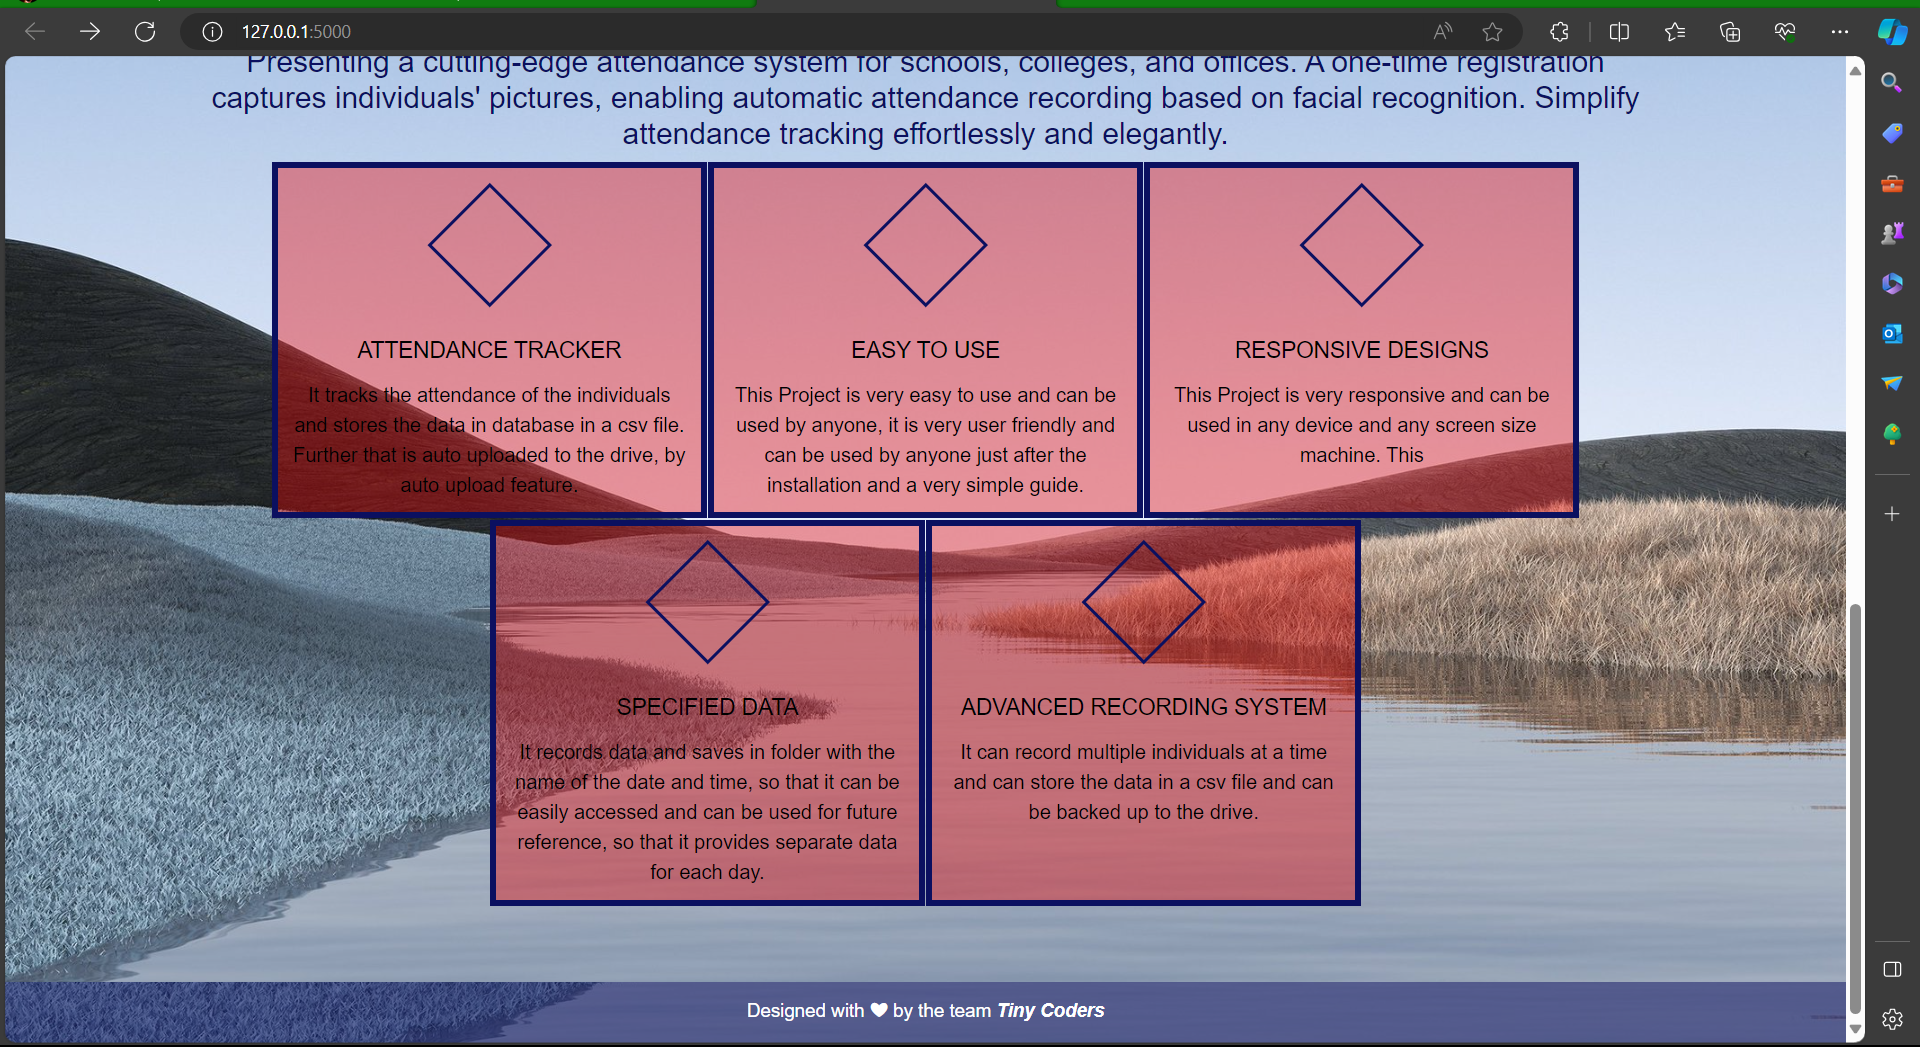 127.0.0.1:5000
Presenting a cutting-edge attendance system for schools, colleges, and offices. A one-time registration
captures individuals' pictures, enabling automatic attendance recording based on facial recognition. Simplify
attendance tracking effortlessly and elegantly.
ATTENDANCE TRACKER
It tracks the attendance of the individuals
and stores the data in database in a csv file.
Further that is auto uploaded to the drive, by
auto upload feature.
EASY TO USE
This Project is very easy to use and can be
used by anyone, it is very user friendly and
can be used by anyone just after the
installation and a very simple guide.
RESPONSIVE DESIGNS
This Project is very responsive and can be
used in any device and any screen size
machine. This
SPECIFIED DATA
It records data and saves in folder with the
name of the date and time, so that it can be
easily accessed and can be used for future
reference, so that it provides separate data
for each day.
ADVANCED RECORDING SYSTEM
It can record multiple individuals at a time
and can store the data in a csv file and can
be backed up to the drive.
Designed with ♥ by the team Tiny Coders